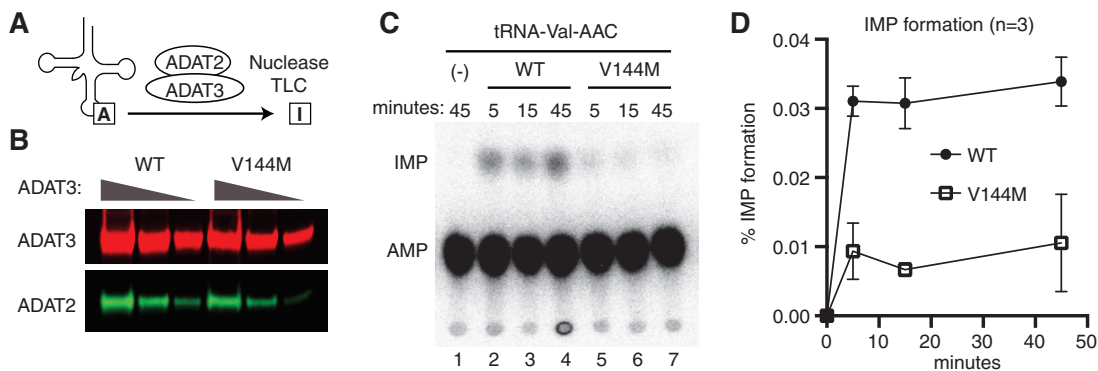 A
ADAT2
ADAT3
Nuclease
TLC
A
I
B
WT V144M
ADAT3:
ADAT3
ADAT2
C
tRNA-Val-AAC
(-) WT V144M
minutes: 45 5 15 45 5 15 45
IMP
AMP
1 2 3 4 5 6 7
D
IMP formation (n=3)
% IMP formation
0.04
0.03
0.02
0.01
0.00
WT
V144M
0 10 20 30 40 50
minutes